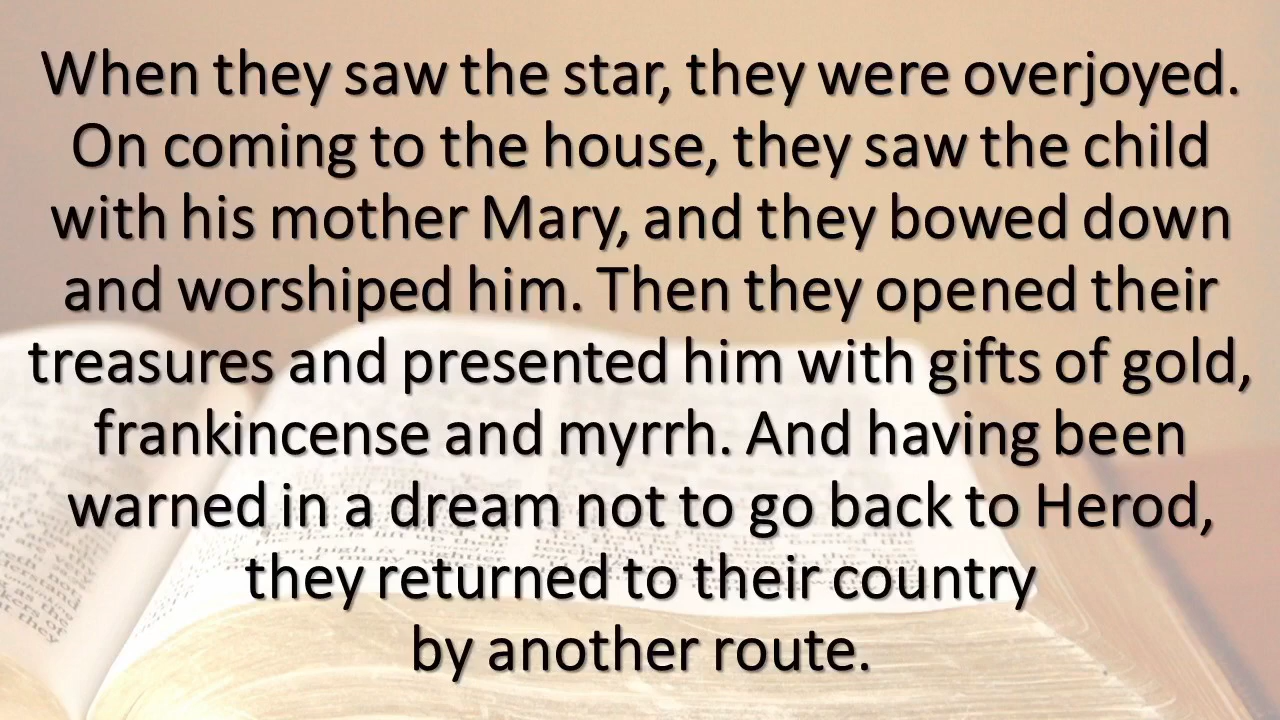 When they saw the star, they were overjoyed.
On coming to the house, they saw the child
with his mother Mary, and they bowed down
and worshiped him. Then they opened their
treasures and presented him with gifts of gold,
frankincense and myrrh. And having been
warned in a dream not to go back to Herod,
they returned to their country
by another route.